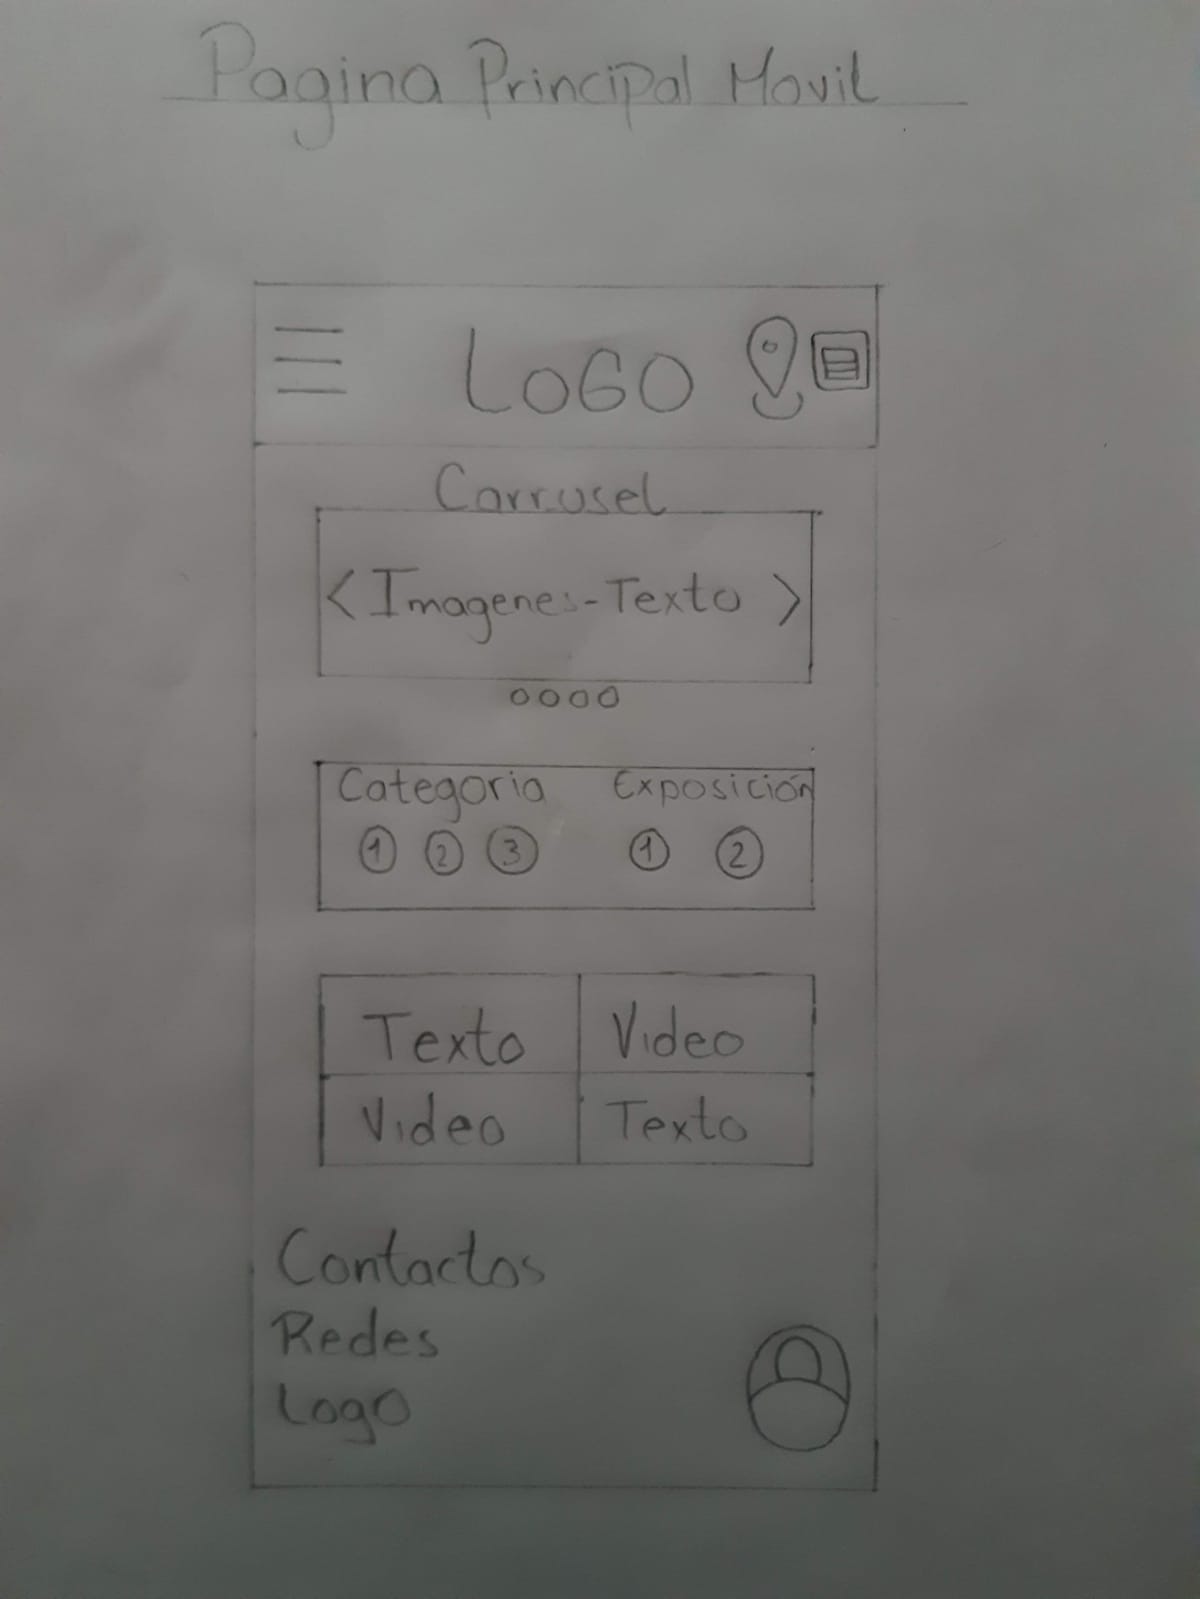 Pagina Principal Movil
LOGO
Carrusel
< Imagenes-Texto >
oooo
Categoria Exposición
1 2 3 1 2
Texto Video
Video Texto
Contactos
Redes
Logo